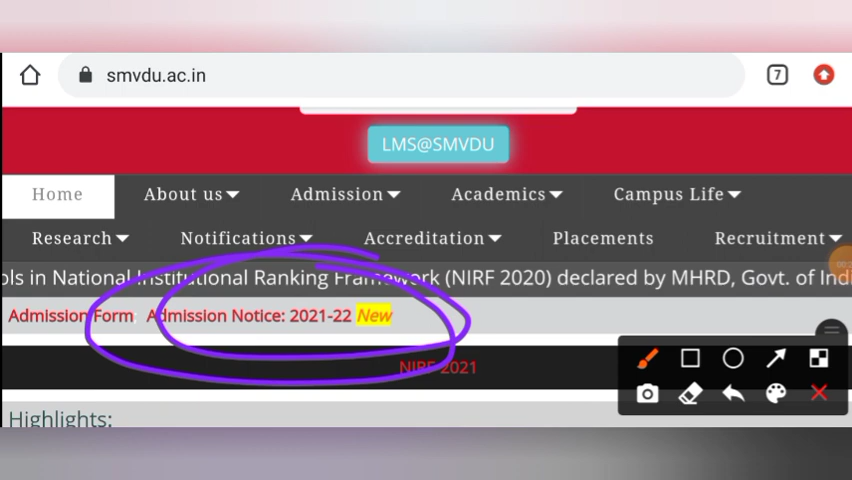 smvdu.ac.in
7
LMS@SMVDU
Home About us Admission Academics Campus Life
Research Notifications Accreditation Placements Recruitment
ols in National Institutional Ranking Framework (NIRF 2020) declared by MHRD, Govt. of Indi
Admission Form Admission Notice: 2021-22 New
NIRF 2021
Highlights: